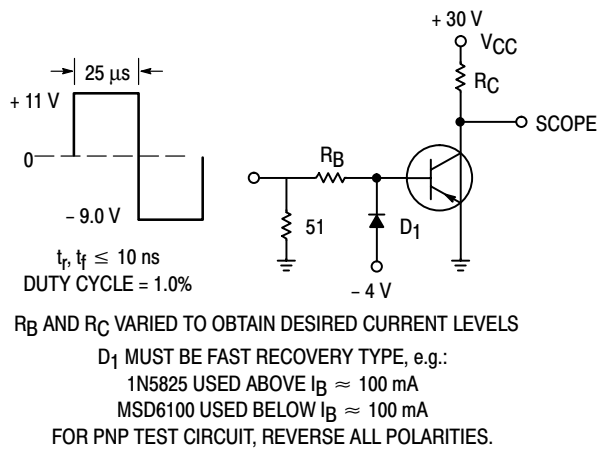 + 30 V
VCC
25 μs
RC
+ 11 V
SCOPE
RB
0
51
D1
– 9.0 V
– 4 V
tr, tf ≤ 10 ns
DUTY CYCLE = 1.0%
RB AND RC VARIED TO OBTAIN DESIRED CURRENT LEVELS
D1 MUST BE FAST RECOVERY TYPE, e.g.:
1N5825 USED ABOVE IB ≈ 100 mA
MSD6100 USED BELOW IB ≈ 100 mA
FOR PNP TEST CIRCUIT, REVERSE ALL POLARITIES.